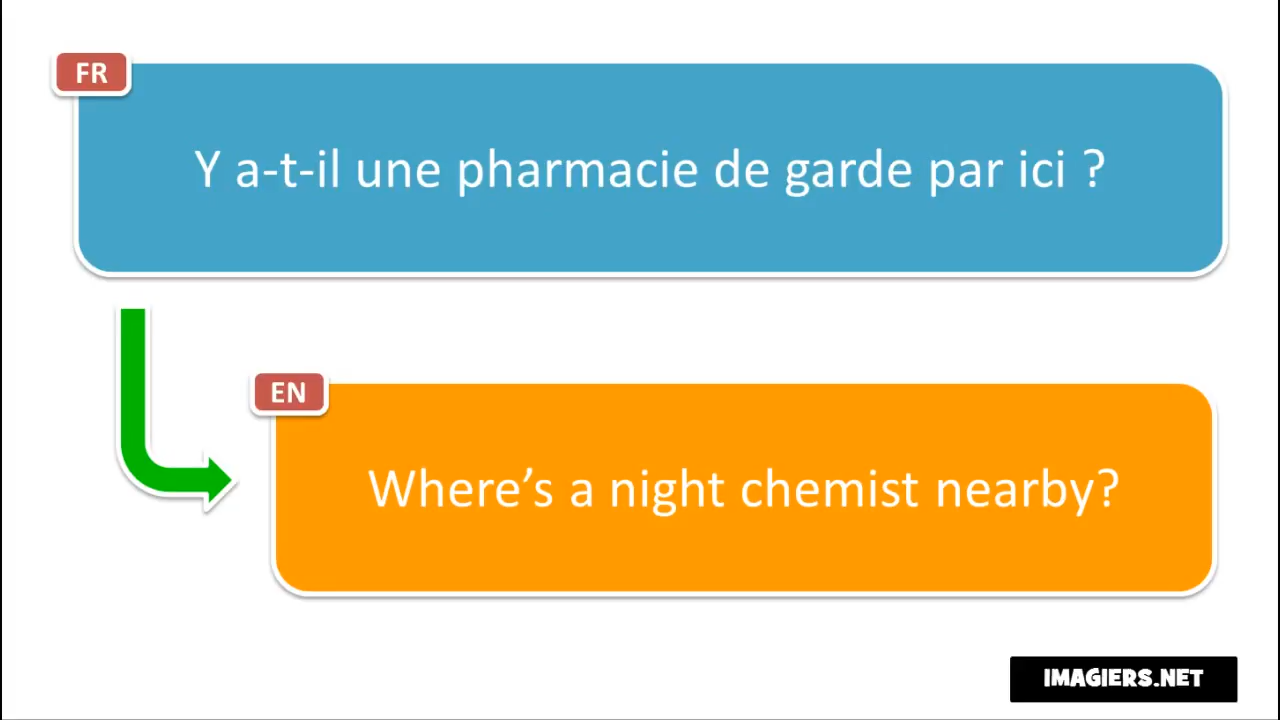 FR
Y a-t-il une pharmacie de garde par ici ?
EN
Where’s a night chemist nearby?
IMAGIERS.NET